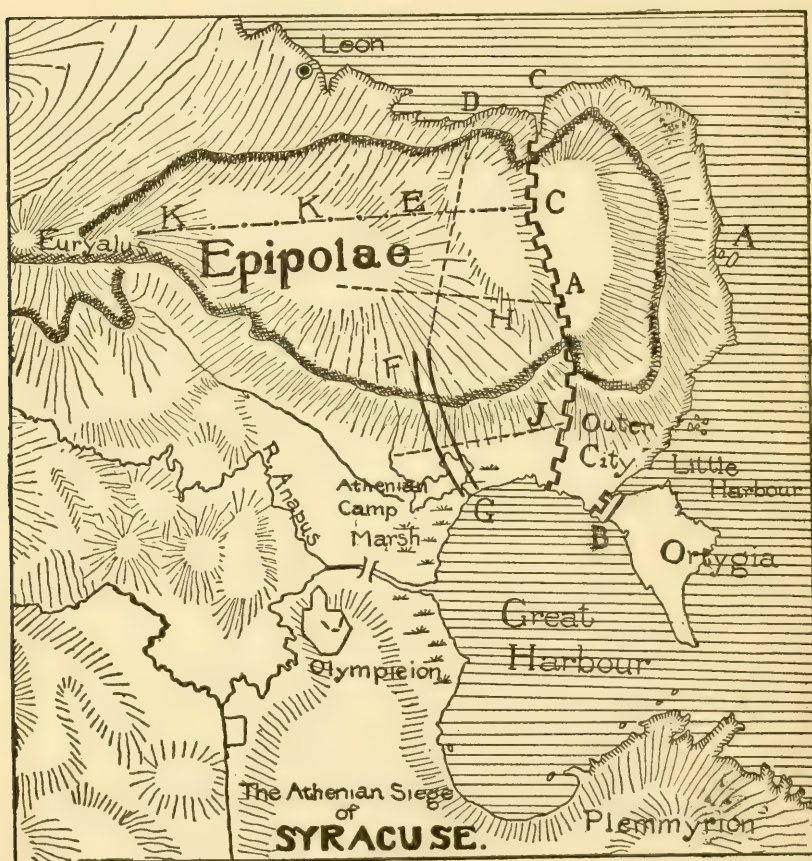 Leon
C
D
K K E C
Euryalus
A
Epipolae
A
H
F
J
Outer
City
Little
Harbour
R. Anapus
Athenian
Camp
Marsh
G
B
Ortygia
Great
Harbour
Olympieion
The Athenian Siege
of
SYRACUSE.
Plemmyrion